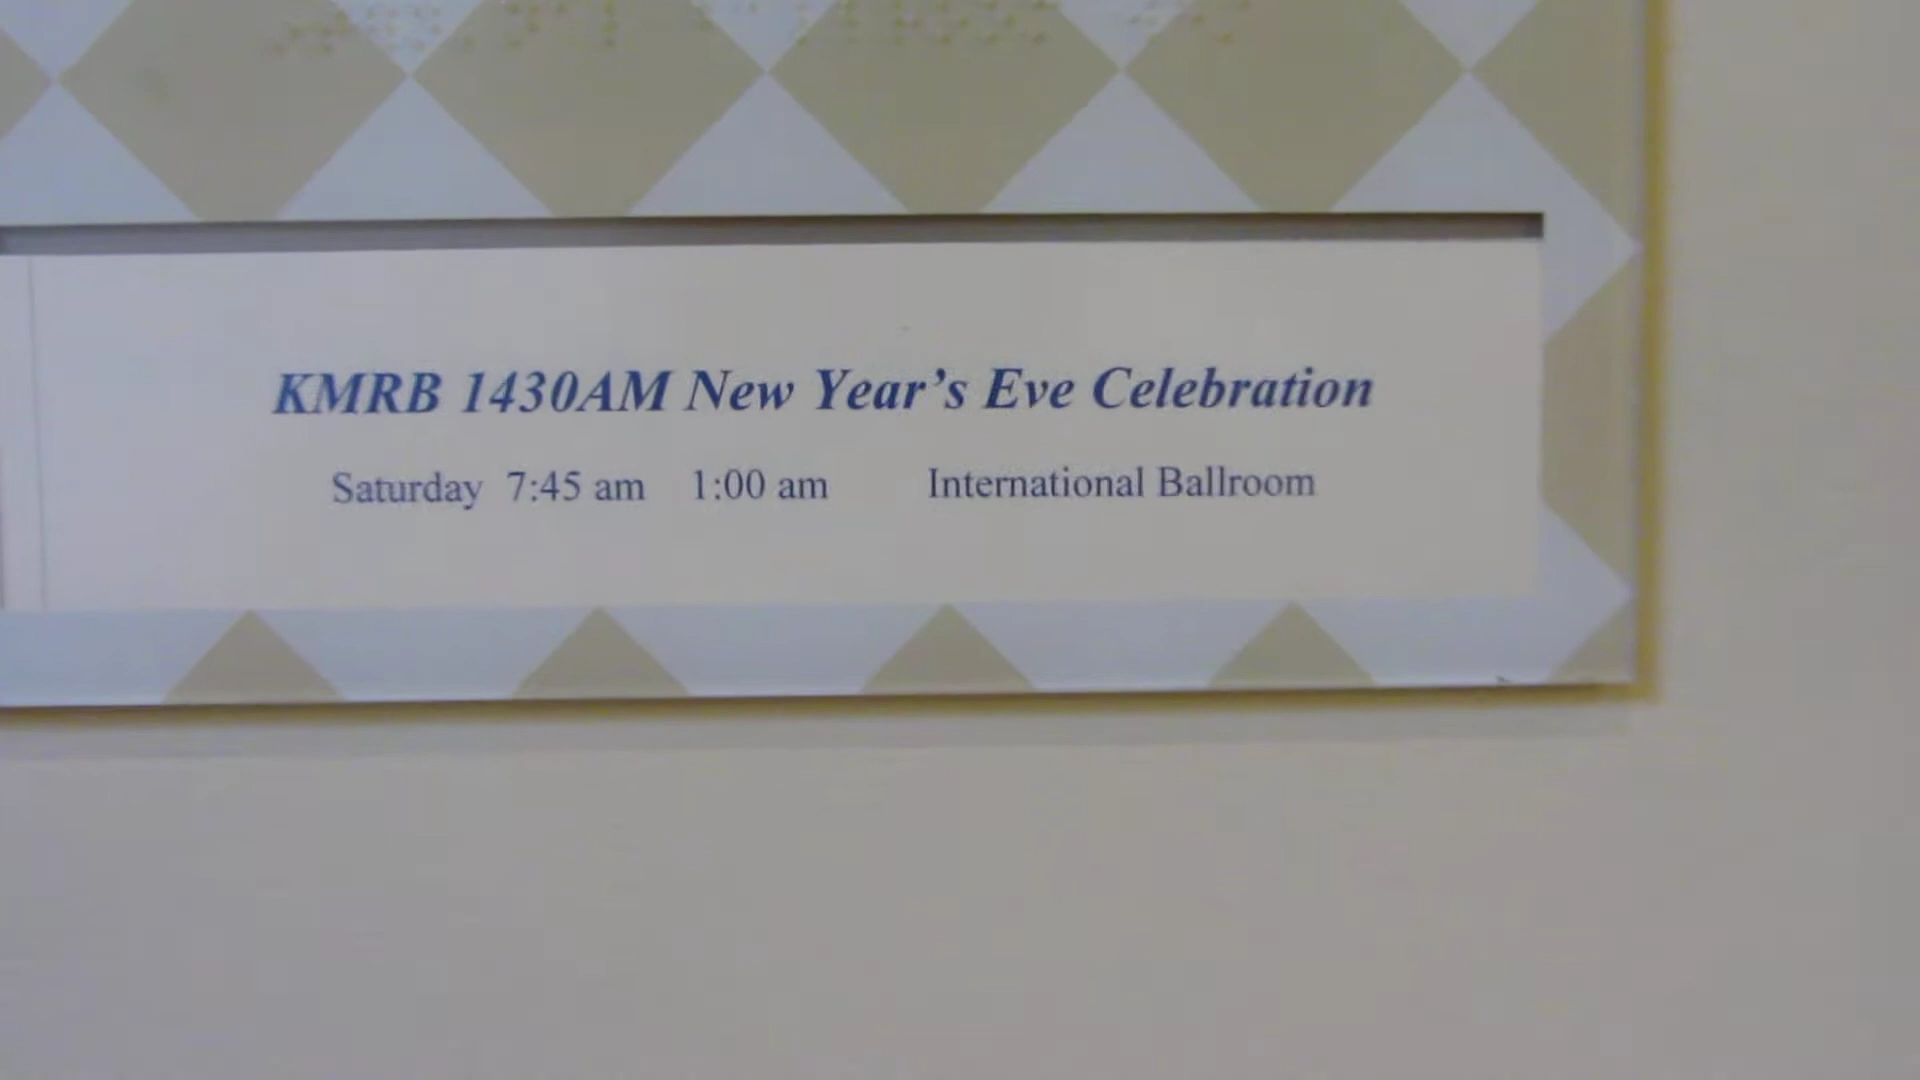 KMRB 1430AM New Year's Eve Celebration
Saturday 7:45 am 1:00 am International Ballroom